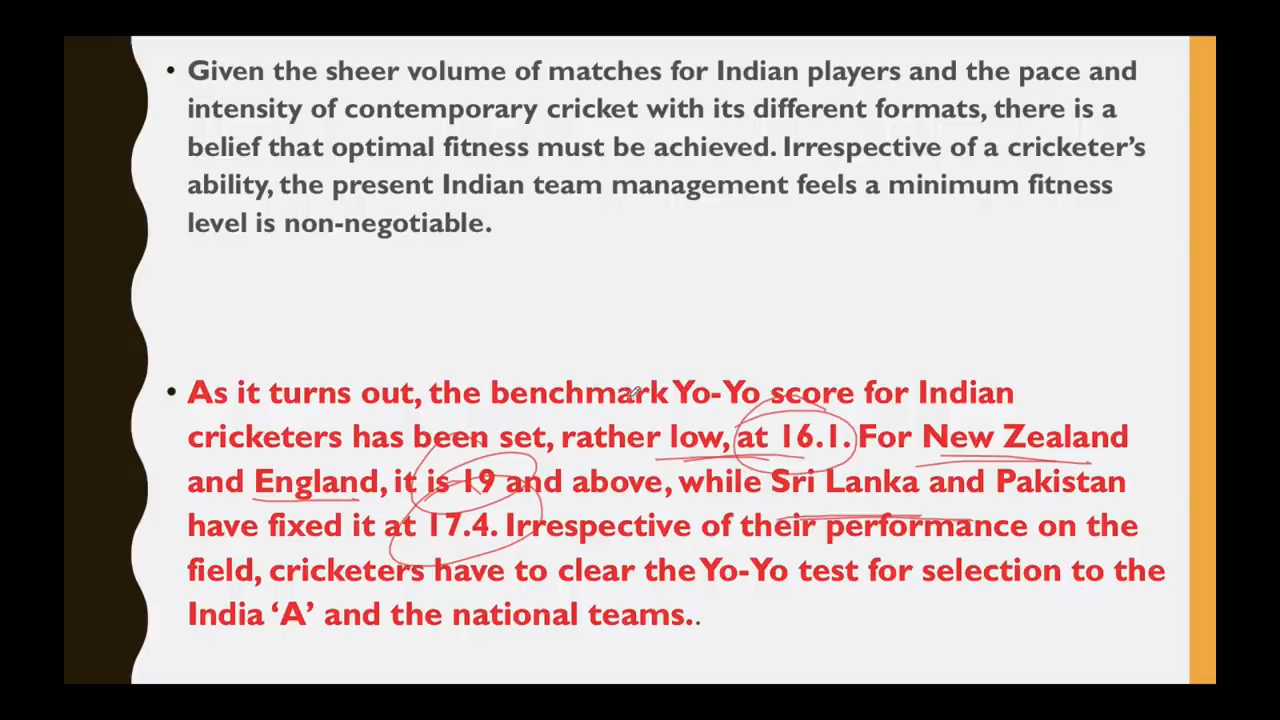 • Given the sheer volume of matches for Indian players and the pace and
intensity of contemporary cricket with its different formats, there is a
belief that optimal fitness must be achieved. Irrespective of a cricketer’s
ability, the present Indian team management feels a minimum fitness
level is non-negotiable.
• As it turns out, the benchmark Yo-Yo score for Indian
cricketers has been set, rather low, at 16.1. For New Zealand
and England, it is 19 and above, while Sri Lanka and Pakistan
have fixed it at 17.4. Irrespective of their performance on the
field, cricketers have to clear the Yo-Yo test for selection to the
India ‘A’ and the national teams..